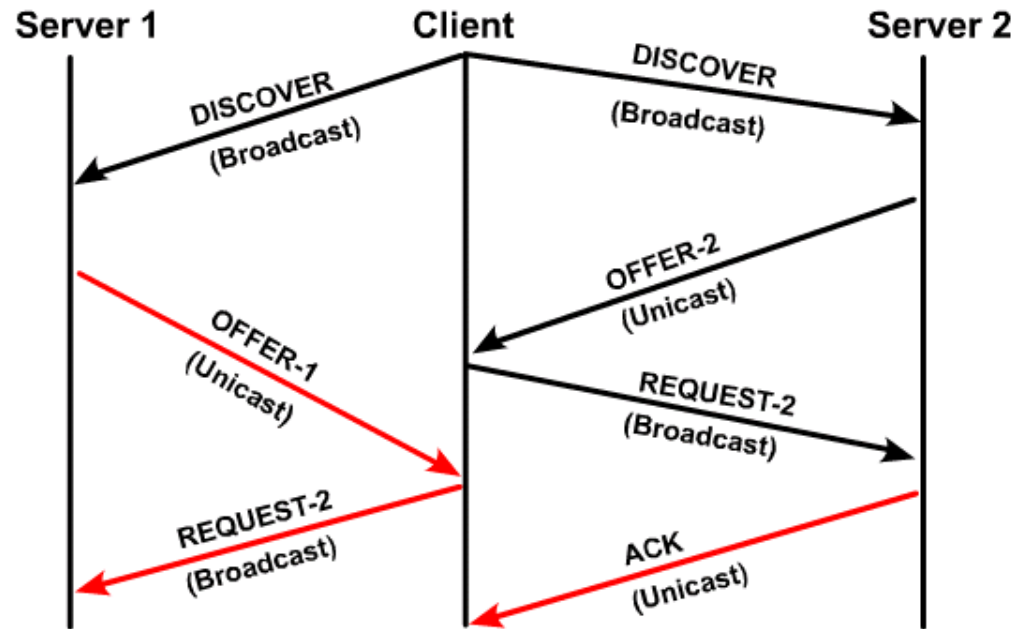 Server 1
Client
Server 2
DISCOVER
(Broadcast)
DISCOVER
(Broadcast)
OFFER-2
(Unicast)
OFFER-1
(Unicast)
REQUEST-2
(Broadcast)
REQUEST-2
(Broadcast)
ACK
(Unicast)